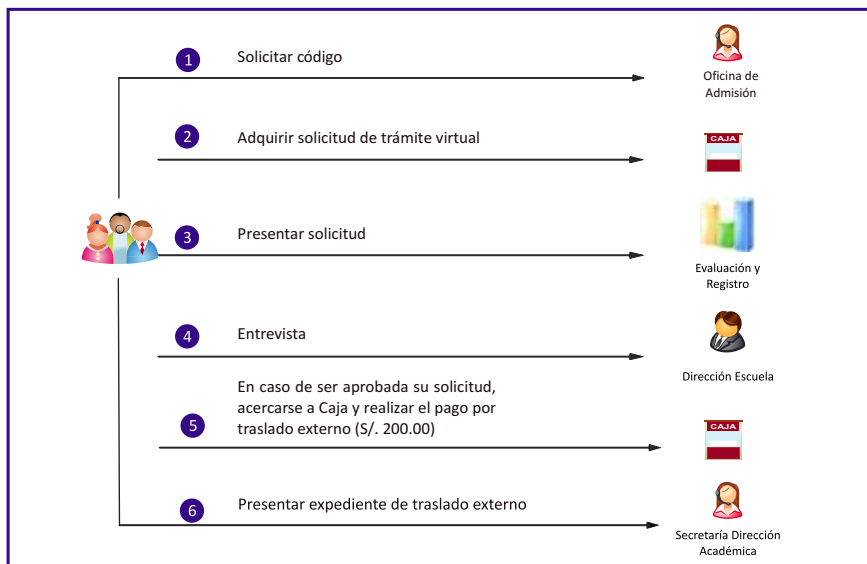 1
Solicitar código
Oficina de
Admisión
2
Adquirir solicitud de trámite virtual
CAJA
3
Presentar solicitud
Evaluación y
Registro
4
Entrevista
Dirección Escuela
5
En caso de ser aprobada su solicitud,
acercarse a Caja y realizar el pago por
traslado externo (S/. 200.00)
CAJA
6
Presentar expediente de traslado externo
Secretaría Dirección
Académica